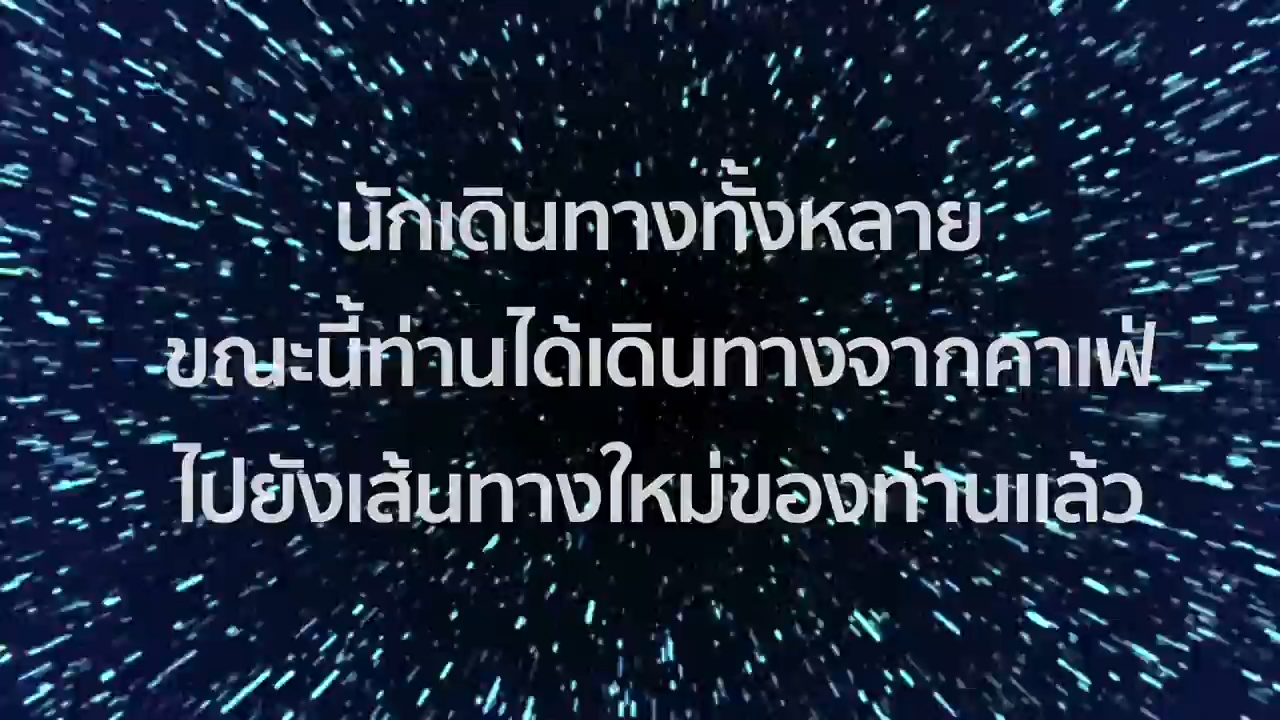 นักเดินทางทั้งหลาย
ขณะนี้ท่านได้เดินทางจากคาเฟ่
ไปยังเส้นทางใหม่ของท่านแล้ว